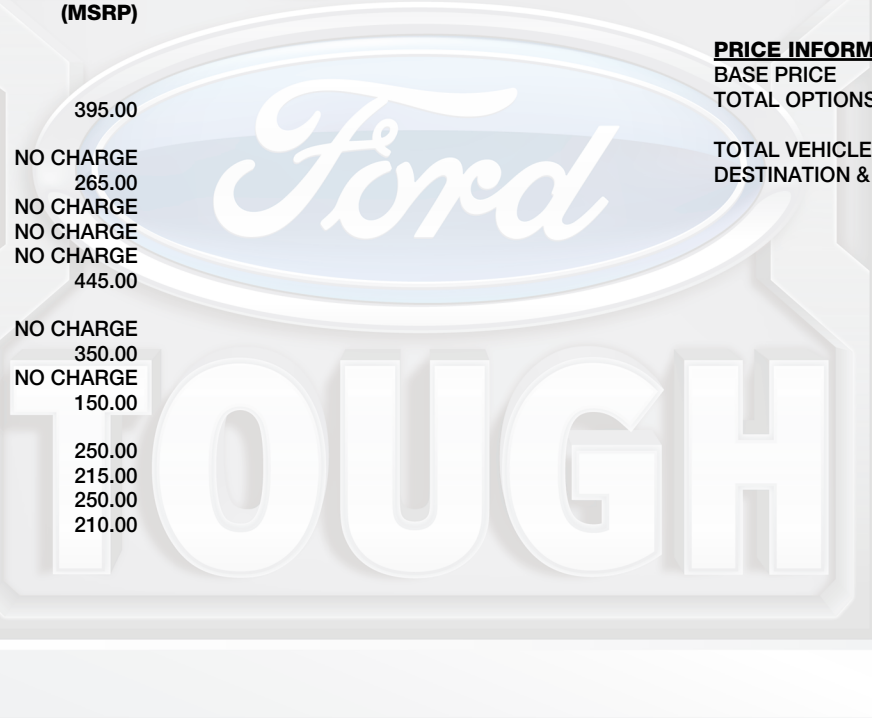 (MSRP)
395.00
NO CHARGE
265.00
NO CHARGE
NO CHARGE
NO CHARGE
445.00
NO CHARGE
350.00
NO CHARGE
150.00
250.00
215.00
250.00
210.00
PRICE INFORM
BASE PRICE
TOTAL OPTIONS
TOTAL VEHICLE
DESTINATION &
Ford
TOUGH